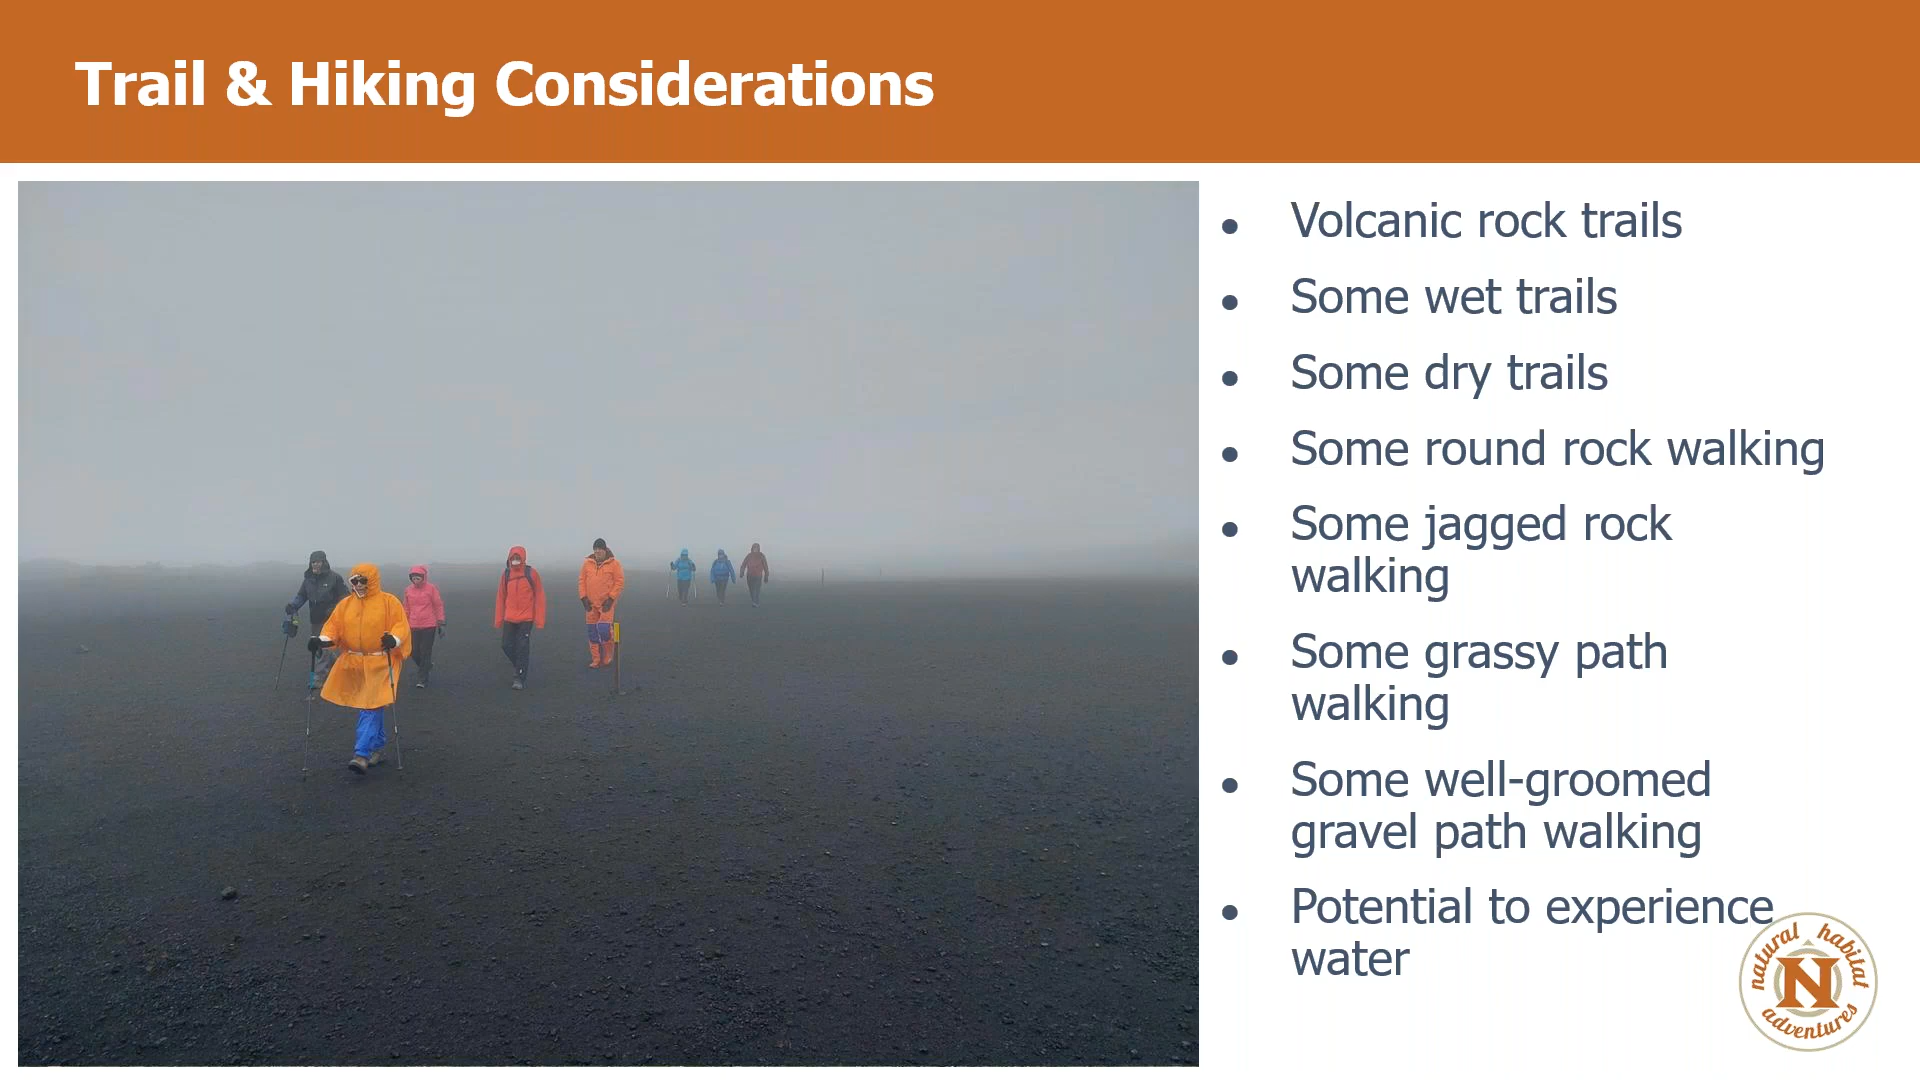 Trail & Hiking Considerations
• Volcanic rock trails
• Some wet trails
• Some dry trails
• Some round rock walking
• Some jagged rock
walking
• Some grassy path
walking
• Some well-groomed
gravel path walking
• Potential to experience
water
natural habitat
N
adventures